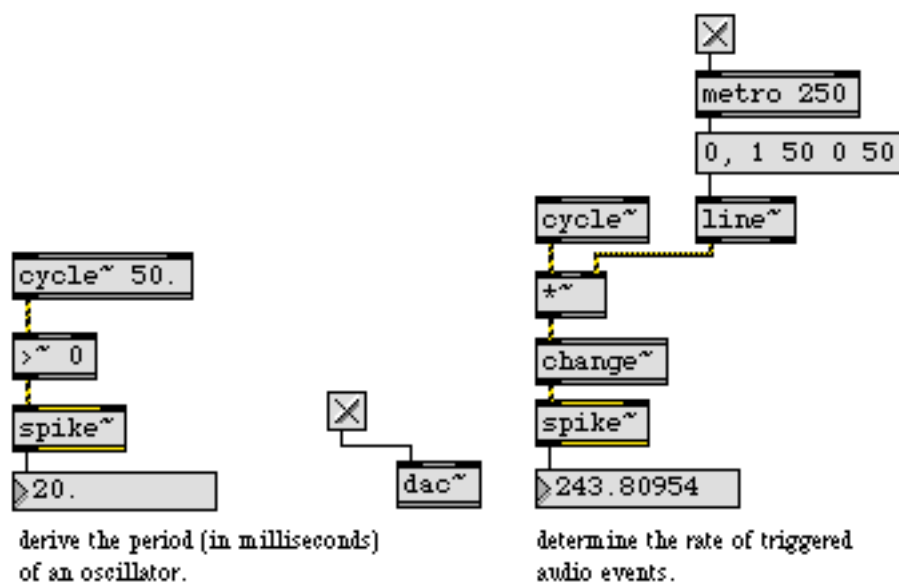 metro 250
0, 1 50 0 50
cycle~
line~
*~
change~
spike~
243.80954
determine the rate of triggered
audio events.
cycle~ 50.
>~ 0
spike~
20.
derive the period (in milliseconds)
of an oscillator.
dac~